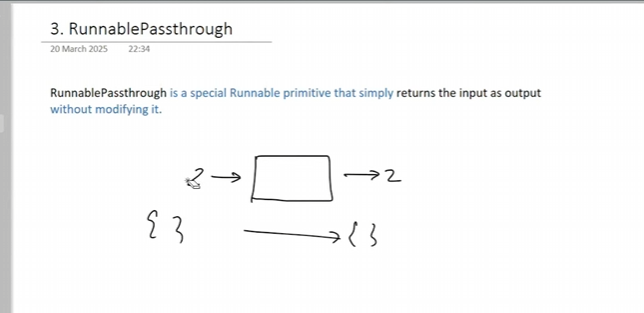 3. RunnablePassthrough
20 March 2025 22:34
RunnablePassthrough is a special Runnable primitive that simply returns the input as output
without modifying it.
2 → → 2
{ } → { }